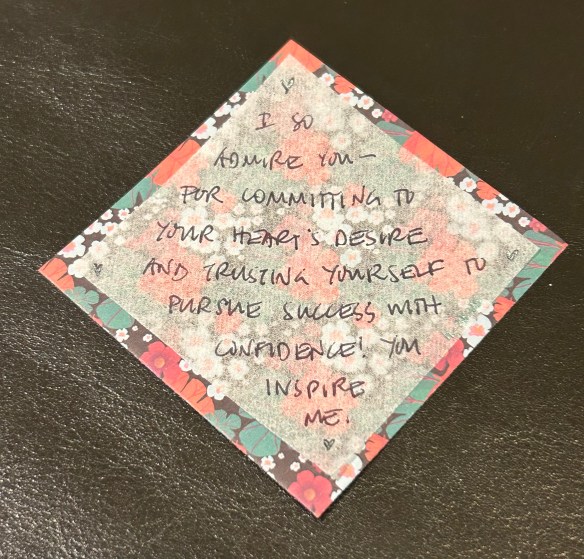 I SO
ADMIRE YOU—
FOR COMMITTING TO
YOUR HEART'S DESIRE
AND TRUSTING YOURSELF TO
PURSUE SUCCESS WITH
CONFIDENCE! YOU
INSPIRE
ME.